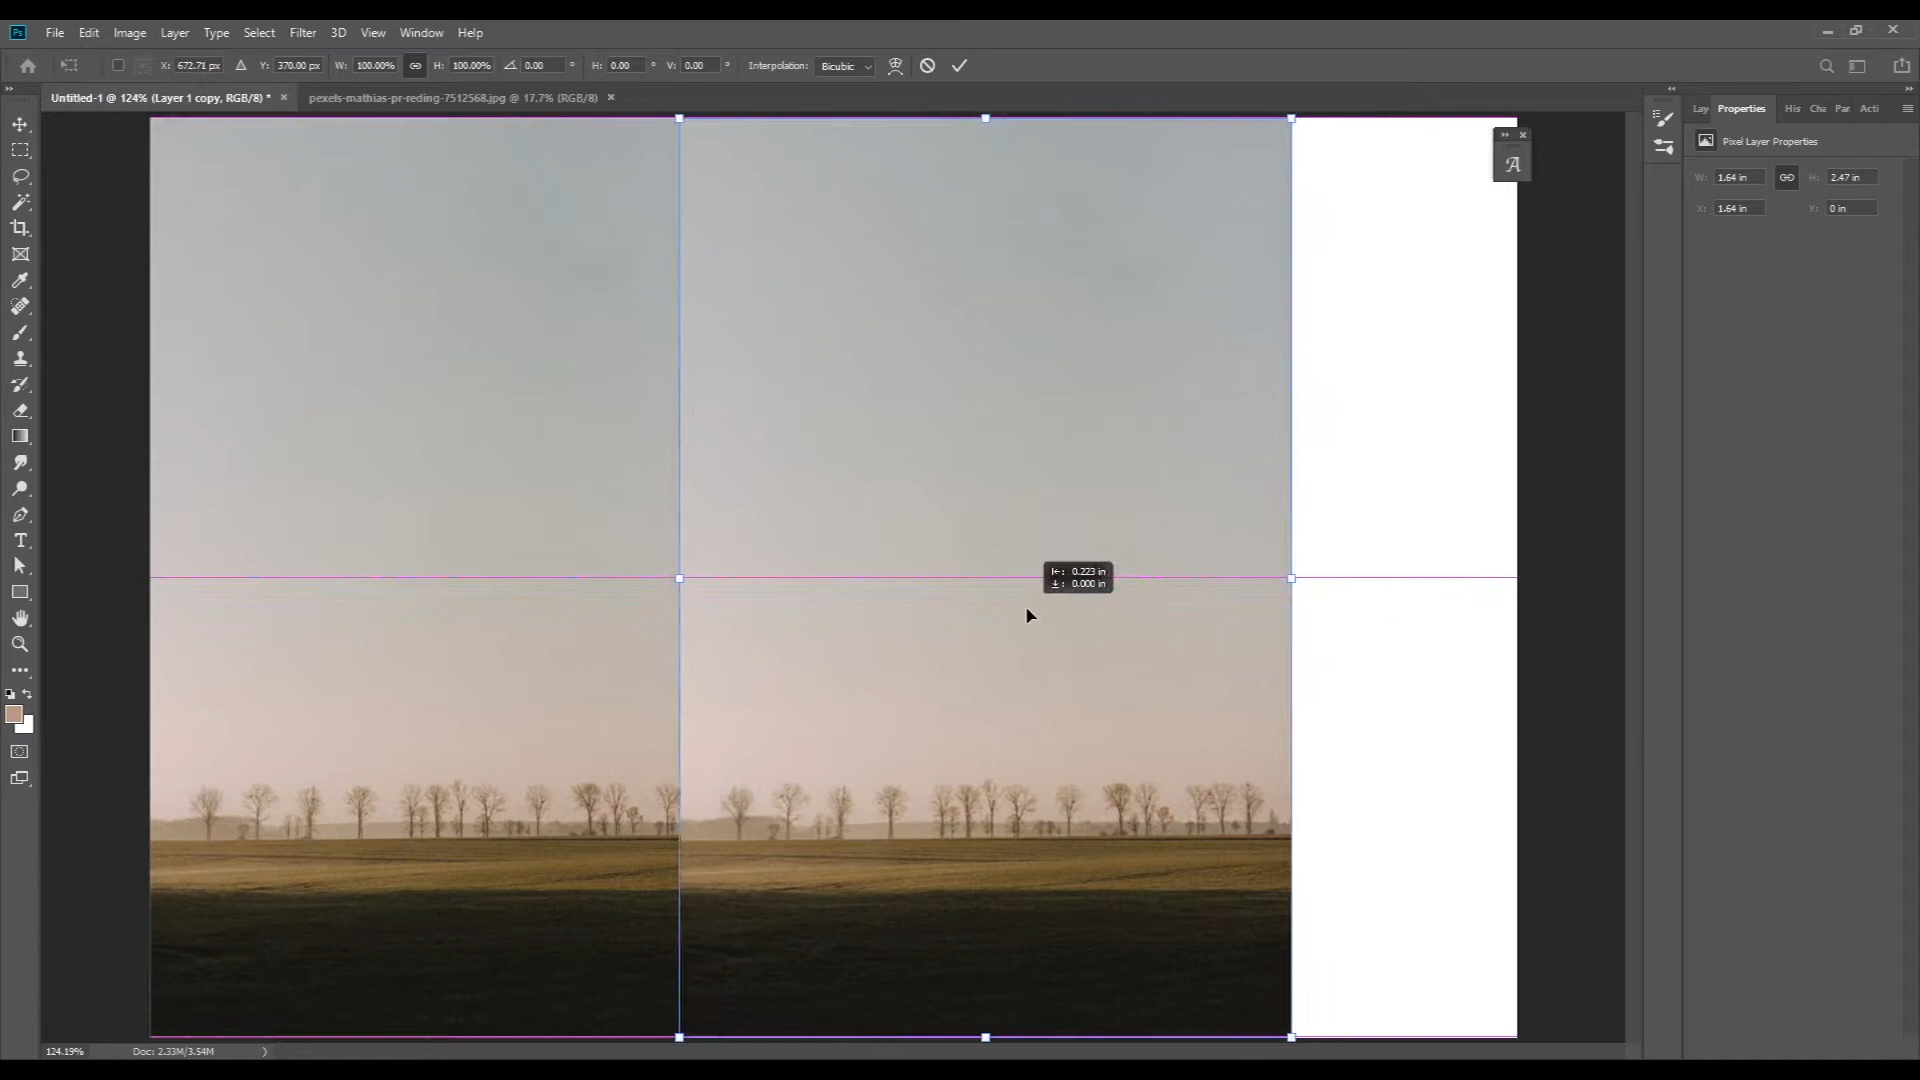 Ps File Edit Image Layer Type Select Filter 3D View Window Help
X: 672.71 px Δ Y: 370.00 px W: 100.00% H: 100.00% 0.00 ° H: 0.00 ° V: 0.00 ° Interpolation: Bicubic
Untitled-1 @ 124% (Layer 1 copy, RGB/8) * × pexels-mathias-pr-reding-7512568.jpg @ 17.7% (RGB/8) ×
Lay Properties His Cha Par Acti
Pixel Layer Properties
W: 1.64 in H: 2.47 in
X: 1.64 in Y: 0 in
A
0.223 in
0.000 in
T
124.19% Doc: 2.33M/3.54M